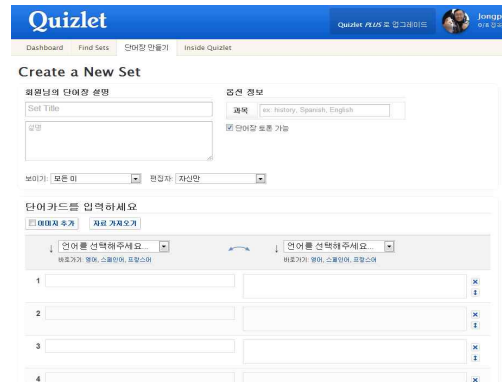 Quizlet
Quizlet PLUS 로 업그레이드
Jongp
Dashboard Find Sets 단어장 만들기 Inside Quizlet
Create a New Set
회원님의 단어장 설명
옵션 정보
Set Title
과목 ex: history, Spanish, English
설명
단어장 토론 가능
보이기: 모든 이 편집자: 자신만
단어카드를 입력하세요
이미지 추가 자료 가져오기
↓ 언어를 선택해주세요... ↓ 언어를 선택해주세요...
바로가기: 영어, 스페인어, 프랑스어 바로가기: 영어, 스페인어, 프랑스어
1
2
3
4